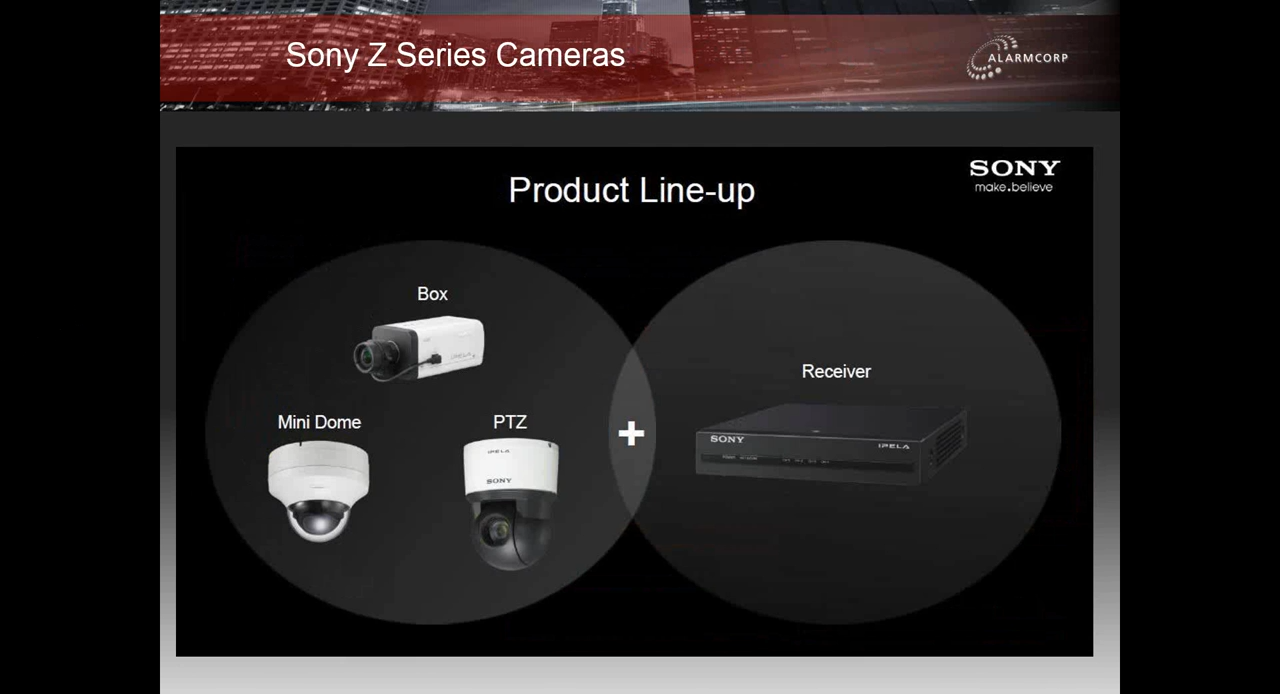 Sony Z Series Cameras
ALARMCORP
SONY
make.believe
Product Line-up
Box
IPELA
Mini Dome
PTZ
IPELA
SONY
+
Receiver
SONY
IPELA